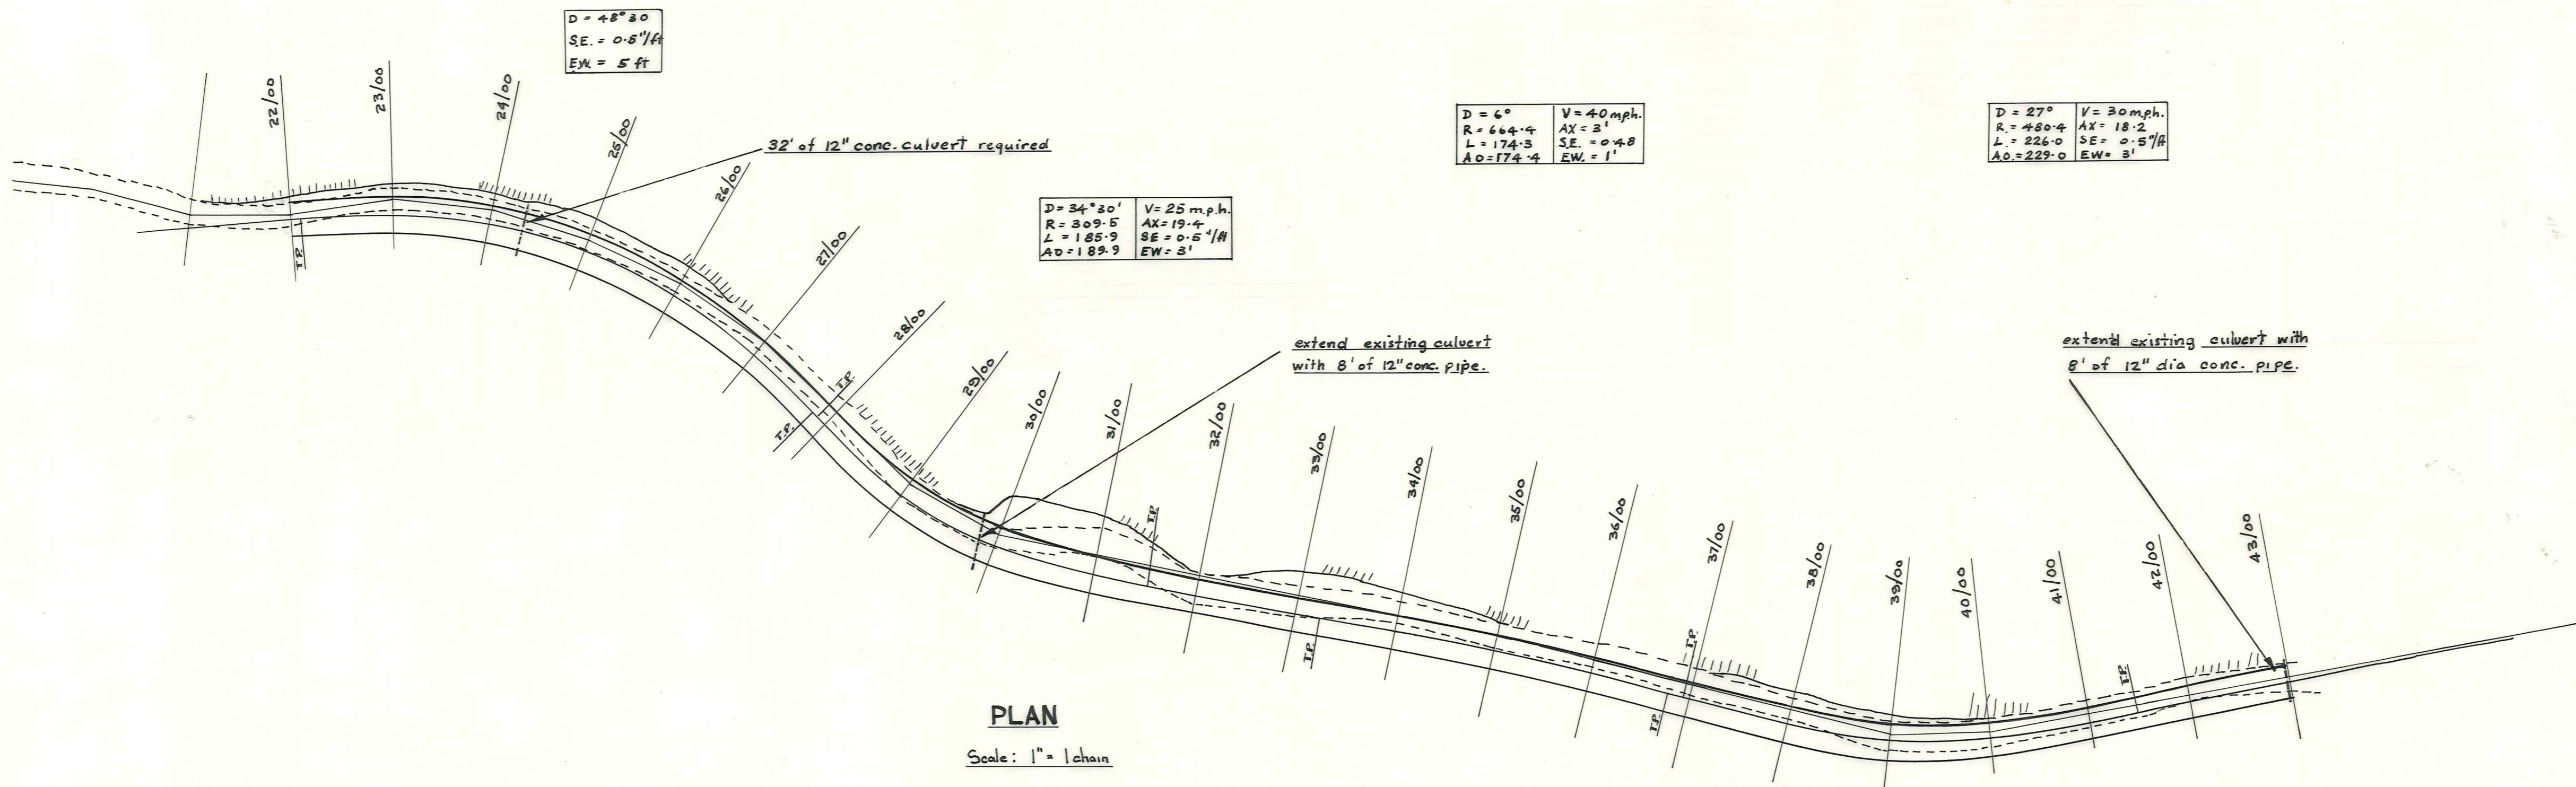 D = 48°30
S.E. = 0.5"/ft
E.W. = 5 ft
22/00
23/00
24/00
25/00
26/00
27/00
28/00
29/00
30/00
31/00
32/00
33/00
34/00
35/00
36/00
37/00
38/00
39/00
40/00
41/00
42/00
43/00
32' of 12" conc. culvert required
D = 34°30' V = 25 m.p.h.
R = 309.5 AX = 19.4
L = 185.9 SE = 0.5"/ft
AD = 189.9 EW = 3'
D = 6° V = 40 m.p.h.
R = 664.4 AX = 3'
L = 174.3 S.E. = 0.48
AD = 174.4 EW. = 1'
D = 27° V = 30 m.p.h.
R. = 480.4 AX = 18.2
L. = 226.0 SE = 0.5"/ft
A.D. = 229.0 EW = 3'
extend existing culvert
with 8' of 12" conc. pipe.
extend existing culvert with
8' of 12" dia conc. pipe.
T.P.
T.P.
T.P.
T.P.
T.P.
T.P.
T.P.
T.P.
PLAN
Scale: 1" = 1 chain